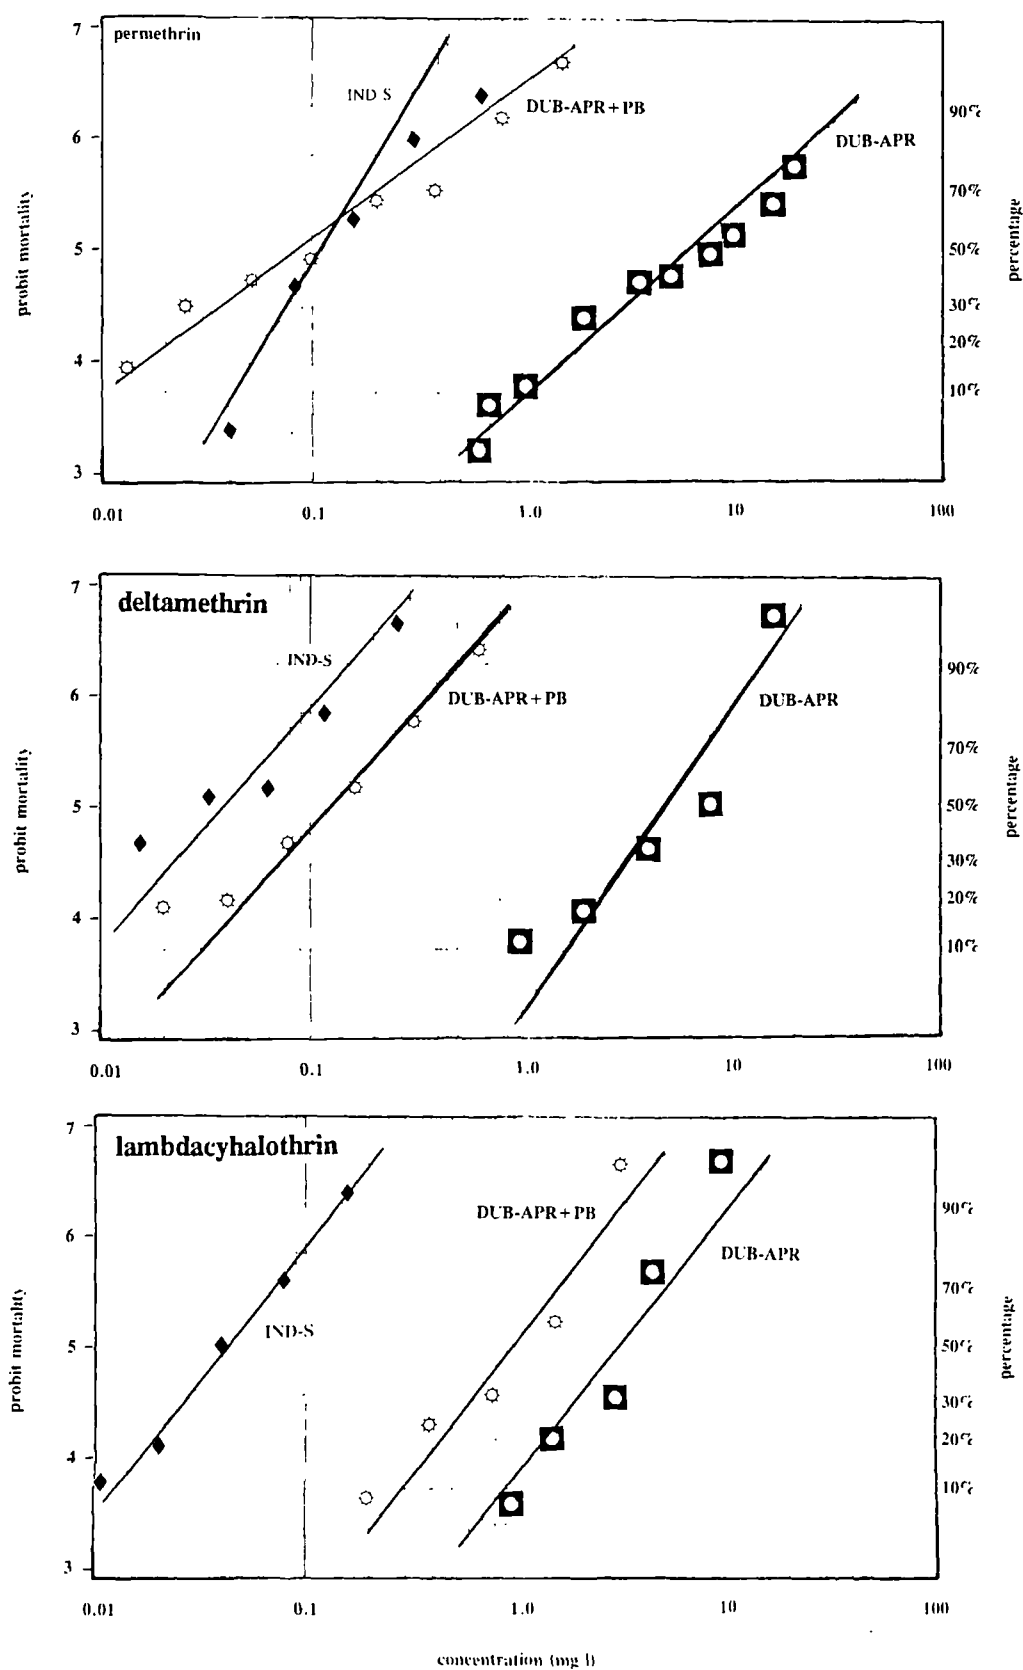 7
permethrin
IND S
DUB-APR+PB
DUB-APR
90%
6
70%
5
50%
30%
4
20%
10%
3
probit mortality
percentage
0.01
0.1
1.0
10
100
7
deltamethrin
IND-S
90%
6
DUB-APR+PB
DUB-APR
70%
5
50%
30%
4
20%
10%
3
probit mortality
percentage
0.01
0.1
1.0
10
100
7
lambdacyhalothrin
DUB-APR+PB
90%
6
DUB-APR
70%
IND-S
5
50%
30%
4
20%
10%
3
probit mortality
percentage
0.01
0.1
1.0
10
100
concentration (mg l)